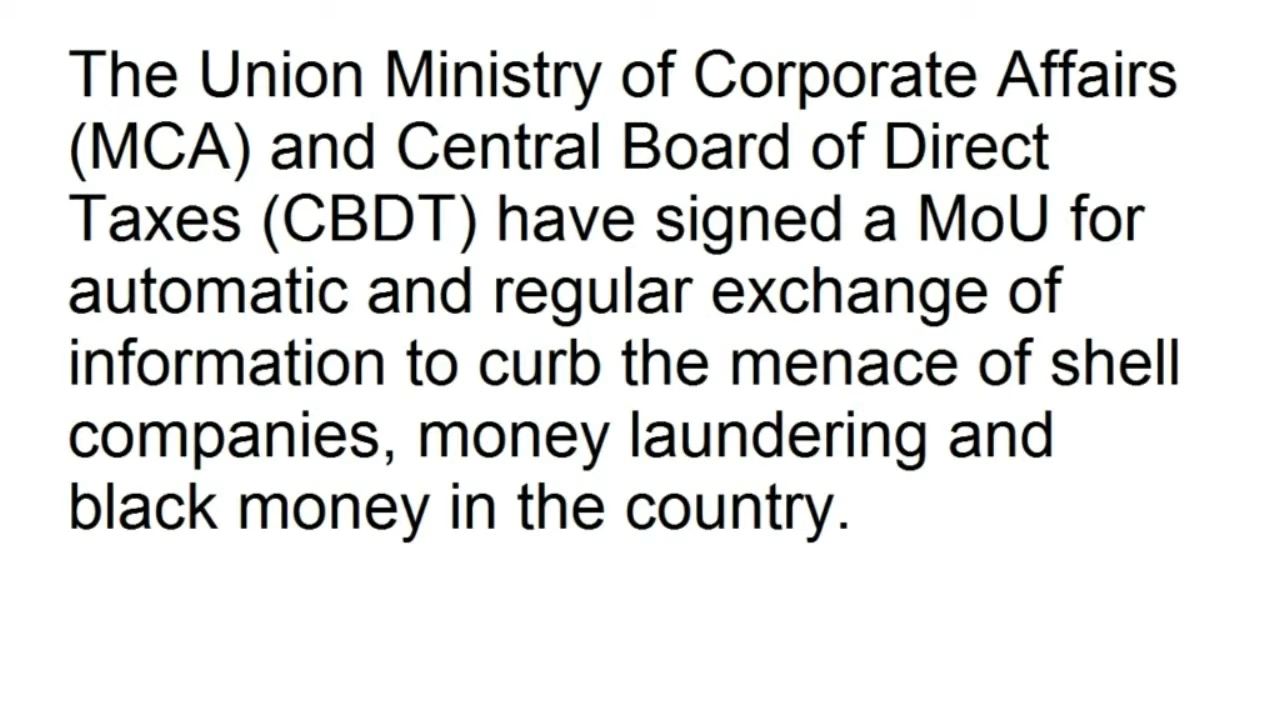 The Union Ministry of Corporate Affairs
(MCA) and Central Board of Direct
Taxes (CBDT) have signed a MoU for
automatic and regular exchange of
information to curb the menace of shell
companies, money laundering and
black money in the country.